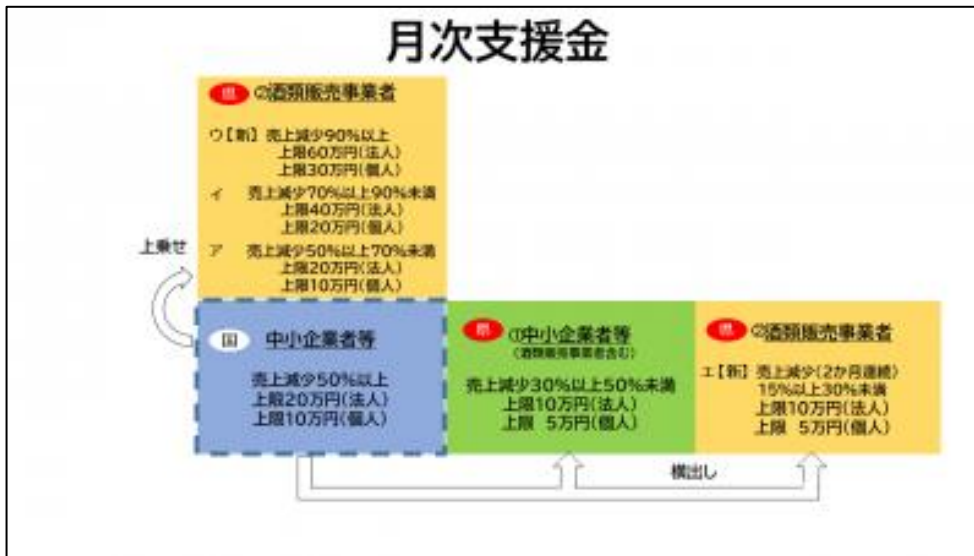 月次支援金
県 ②酒類販売事業者
ウ【新】 売上減少90%以上
上限60万円(法人)
上限30万円(個人)
イ 売上減少70%以上90%未満
上限40万円(法人)
上限20万円(個人)
上乗せ
ア 売上減少50%以上70%未満
上限20万円(法人)
上限10万円(個人)
国 中小企業者等
売上減少50%以上
上限20万円(法人)
上限10万円(個人)
県 ①中小企業者等
(酒類販売事業者含む)
売上減少30%以上50%未満
上限10万円(法人)
上限 5万円(個人)
県 ②酒類販売事業者
エ【新】 売上減少(2か月連続)
15%以上30%未満
上限10万円(法人)
上限 5万円(個人)
横出し